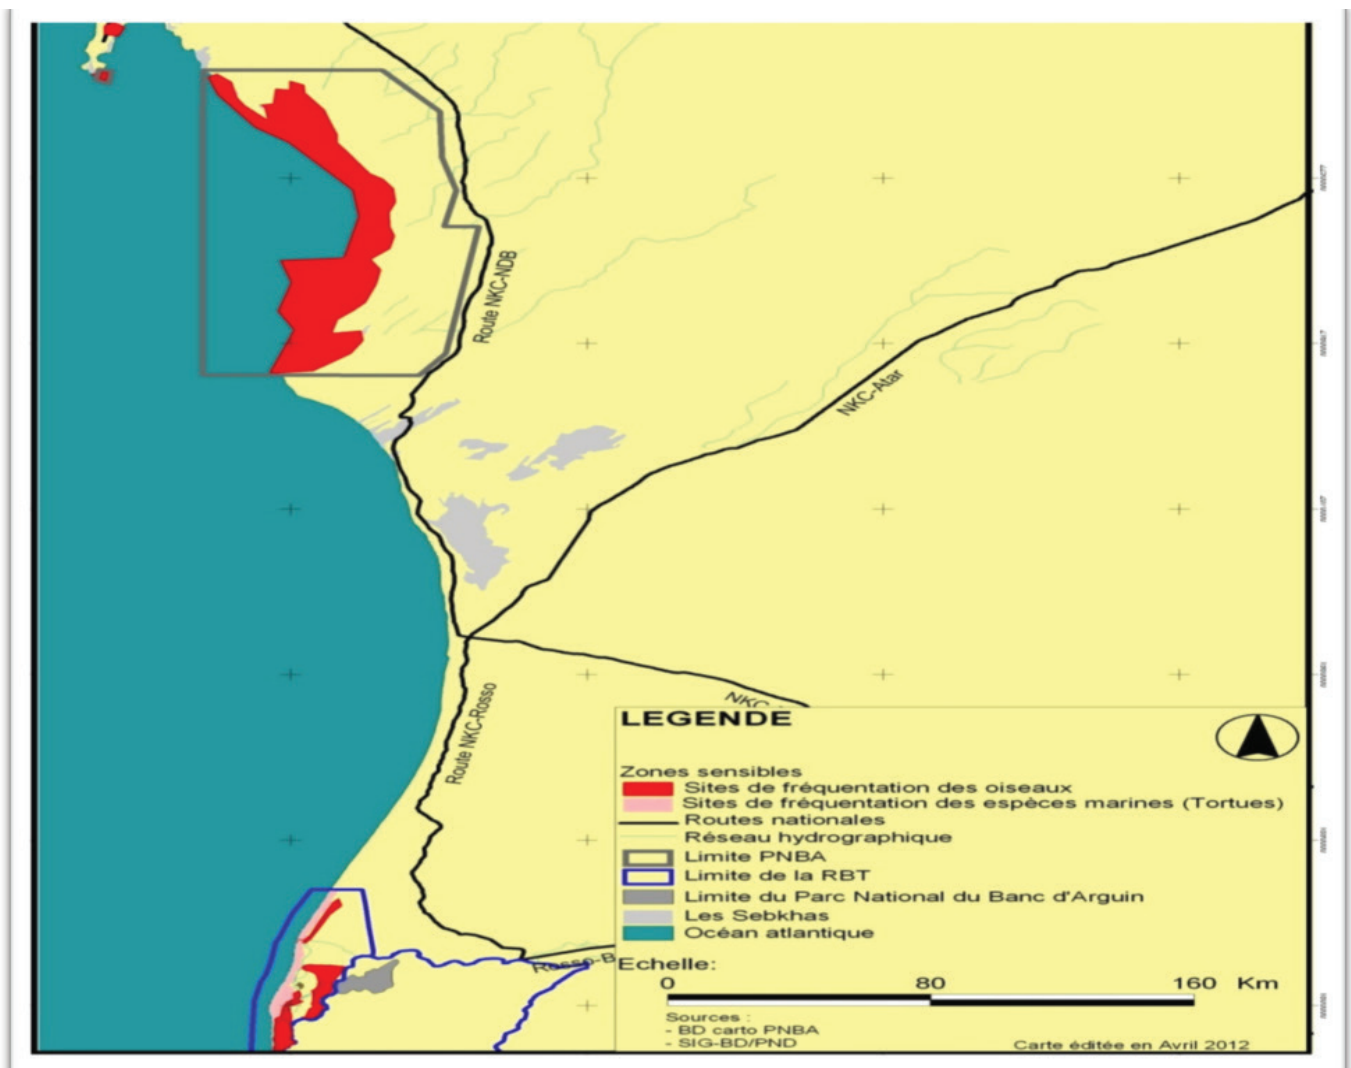 Route NKC-NDB
NKC-Atar
Route NKC-Rosso
NKC-
LEGENDE
Zones sensibles
Sites de fréquentation des oiseaux
Sites de fréquentation des espèces marines (Tortues)
Routes nationales
Réseau hydrographique
Limite PNBA
Limite de la RBT
Limite du Parc National du Banc d'Arguin
Les Sebkhas
Océan atlantique
Rosso-B
Echelle:
0 80 160 Km
Sources :
- BD carto PNBA
- SIG-BD/PND
Carte éditée en Avril 2012